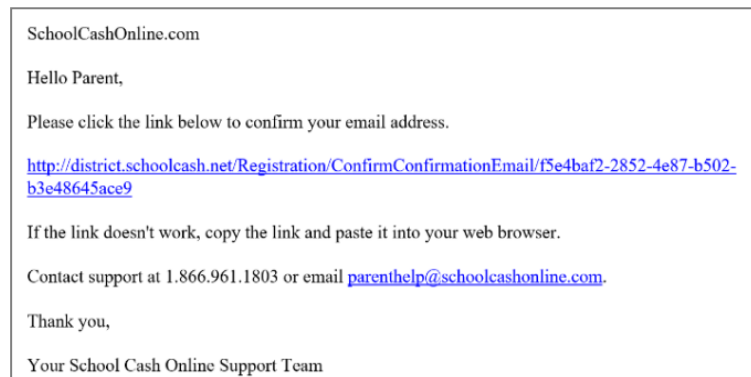 SchoolCashOnline.com
Hello Parent,
Please click the link below to confirm your email address.
http://district.schoolcash.net/Registration/ConfirmConfirmationEmail/f5e4baf2-2852-4e87-b502-
b3e48645ace9
If the link doesn't work, copy the link and paste it into your web browser.
Contact support at 1.866.961.1803 or email parenthelp@schoolcashonline.com.
Thank you,
Your School Cash Online Support Team